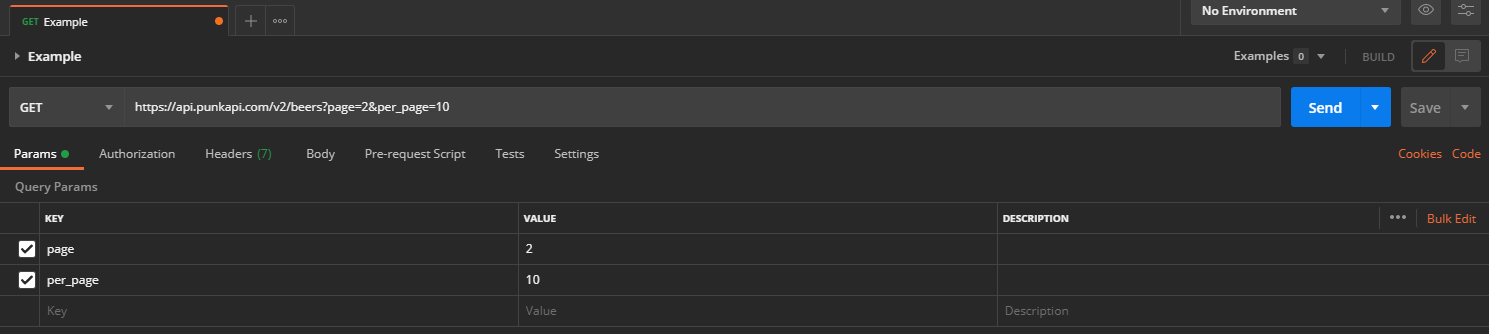 GET Example
No Environment
Example
Examples 0
BUILD
GET https://api.punkapi.com/v2/beers?page=2&per_page=10 Send Save
Params Authorization Headers (7) Body Pre-request Script Tests Settings Cookies Code
Query Params
KEY VALUE DESCRIPTION Bulk Edit
page 2
per_page 10
Key Value Description